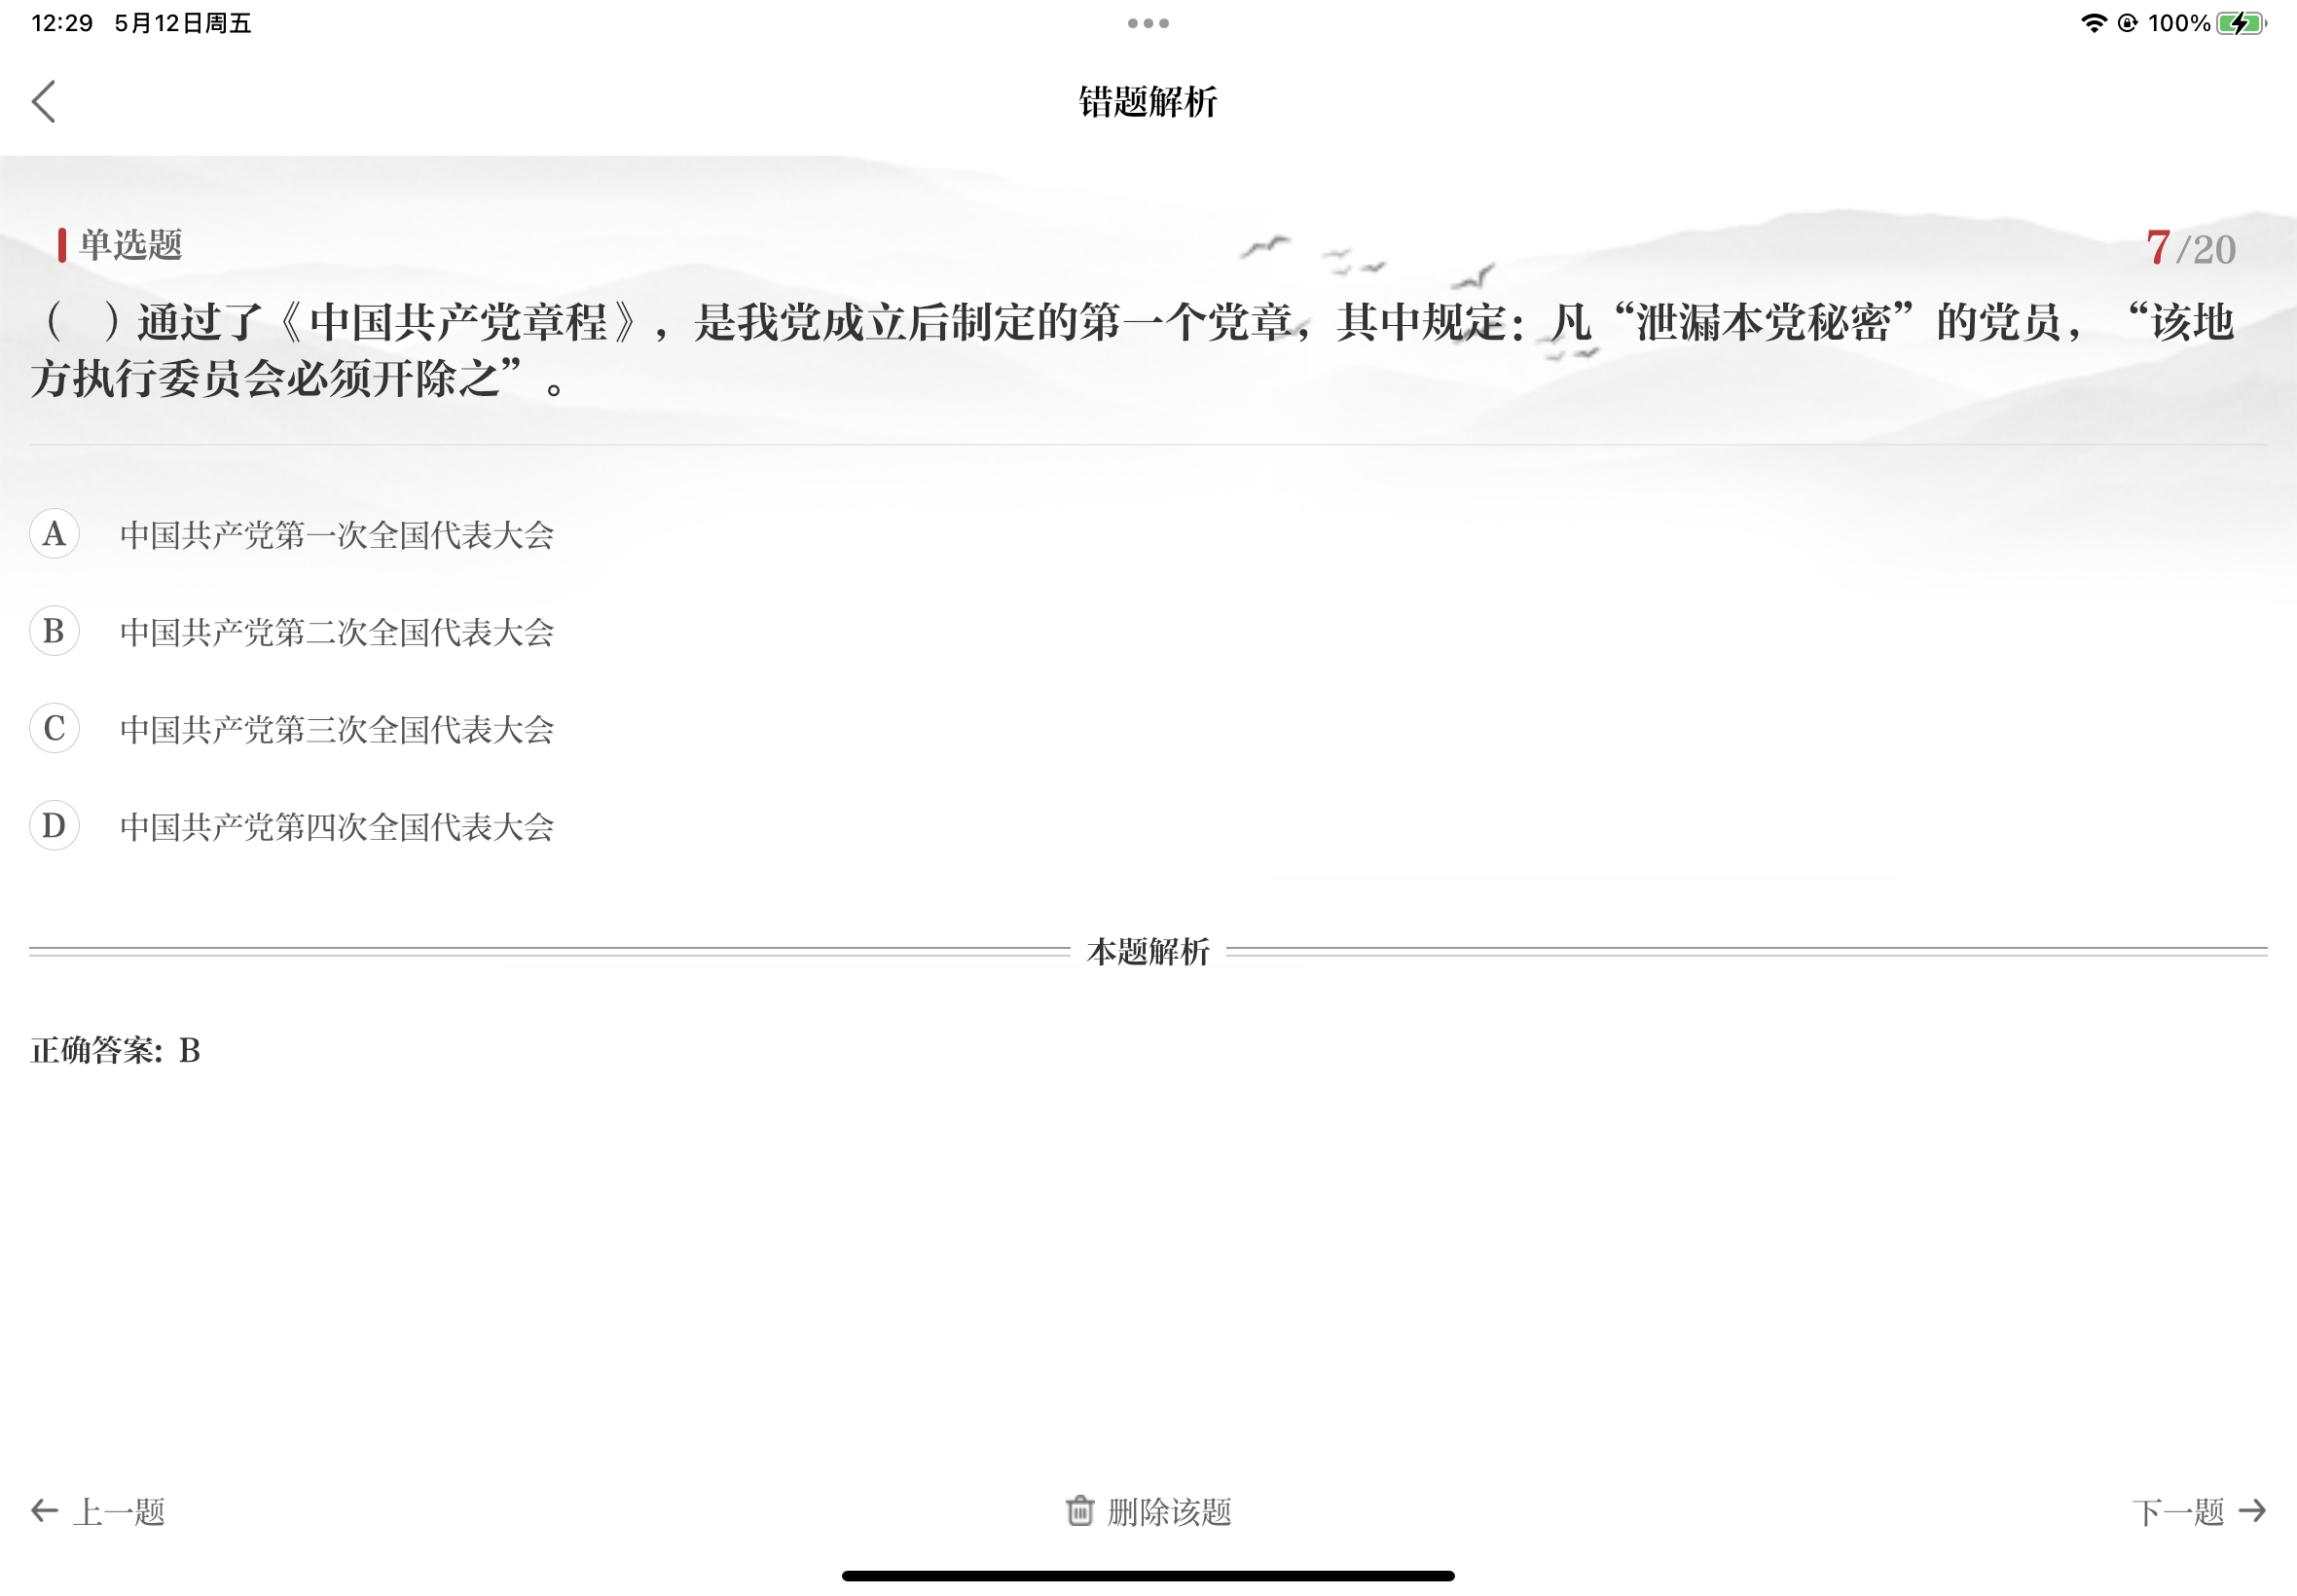 12:29 5月12日周五
100%
错题解析
单选题
7/20
（ ）通过了《中国共产党章程》，是我党成立后制定的第一个党章，其中规定：凡“泄漏本党秘密”的党员，“该地
方执行委员会必须开除之”。
A 中国共产党第一次全国代表大会
B 中国共产党第二次全国代表大会
C 中国共产党第三次全国代表大会
D 中国共产党第四次全国代表大会
本题解析
正确答案: B
上一题 删除该题 下一题